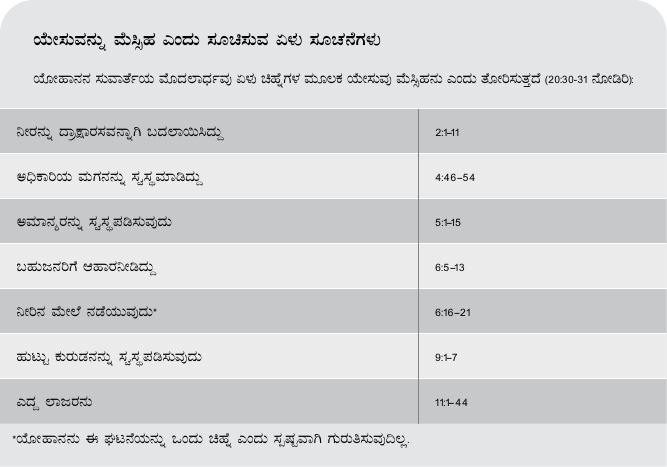 ಯೇಸುವನ್ನು ಮೆಸ್ಸಿಹ ಎಂದು ಸೂಚಿಸುವ ಏಳು ಸೂಚನೆಗಳು
ಯೋಹಾನನ ಸುವಾರ್ತೆಯ ಮೊದಲಾರ್ಧವು ಏಳು ಚಿಹ್ನೆಗಳ ಮೂಲಕ ಯೇಸುವು ಮೆಸ್ಸಿಹನು ಎಂದು ತೋರಿಸುತ್ತದೆ (20:30-31 ನೋಡಿರಿ):
ನೀರನ್ನು ದ್ರಾಕ್ಷಾರಸವನ್ನಾಗಿ ಬದಲಾಯಿಸಿದ್ದು 2:1–11
ಅಧಿಕಾರಿಯ ಮಗನನ್ನು ಸ್ವಸ್ಥಮಾಡಿದ್ದು 4:46–54
ಅಮಾನ್ಯರನ್ನು ಸ್ವಸ್ಥಪಡಿಸುವುದು 5:1–15
ಬಹುಜನರಿಗೆ ಆಹಾರನೀಡಿದ್ದು 6:5–13
ನೀರಿನ ಮೇಲೆ ನಡೆಯುವುದು* 6:16–21
ಹುಟ್ಟು ಕುರುಡನನ್ನು ಸ್ವಸ್ಥಪಡಿಸುವುದು 9:1–7
ಎದ್ದ ಲಾಜರನು 11:1–44
*ಯೋಹಾನನು ಈ ಘಟನೆಯನ್ನು ಒಂದು ಚಿಹ್ನೆ ಎಂದು ಸ್ಪಷ್ಟವಾಗಿ ಗುರುತಿಸುವುದಿಲ್ಲ.